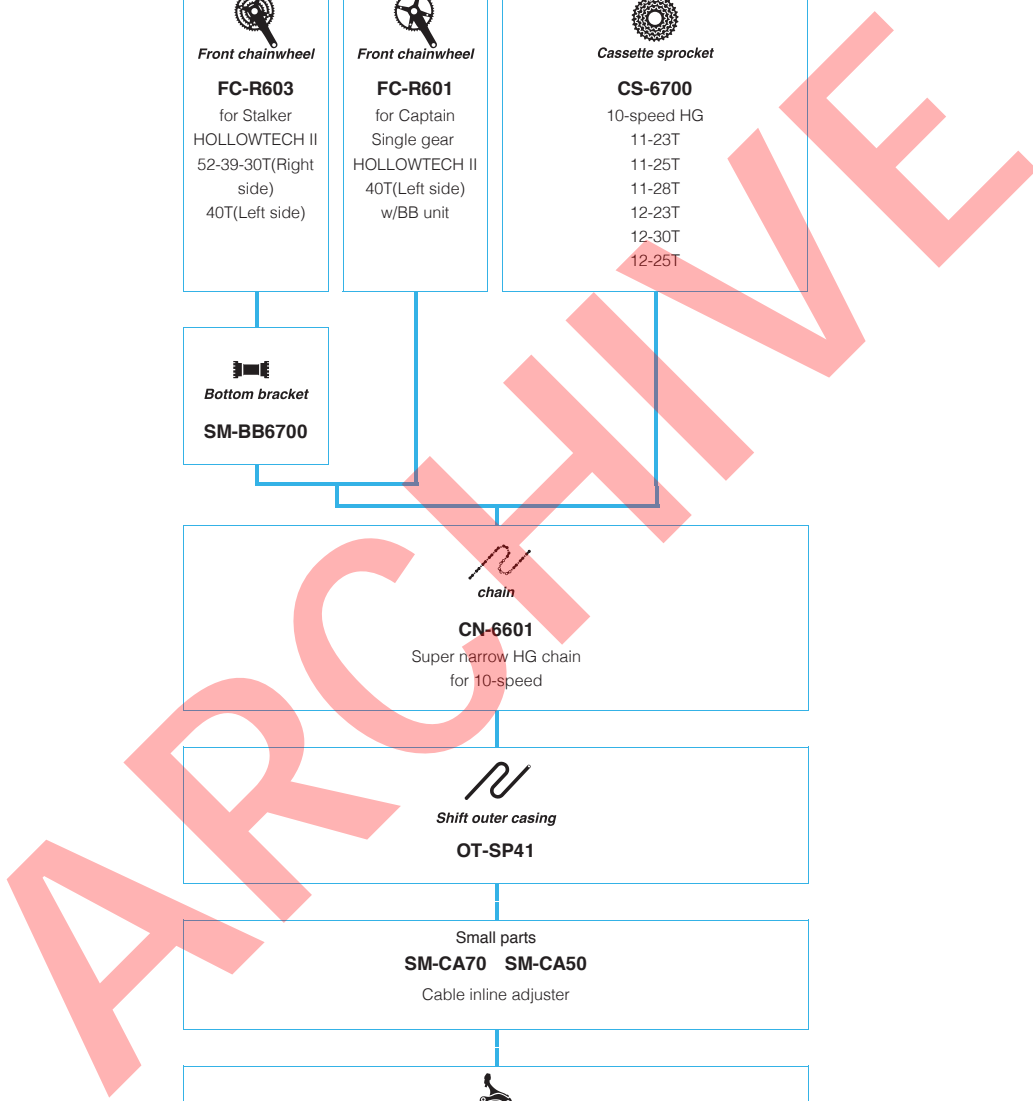 Front chainwheel
FC-R603
for Stalker
HOLLOWTECH II
52-39-30T(Right
side)
40T(Left side)
Front chainwheel
FC-R601
for Captain
Single gear
HOLLOWTECH II
40T(Left side)
w/BB unit
Cassette sprocket
CS-6700
10-speed HG
11-23T
11-25T
11-28T
12-23T
12-30T
12-25T
Bottom bracket
SM-BB6700
chain
CN-6601
Super narrow HG chain
for 10-speed
Shift outer casing
OT-SP41
Small parts
SM-CA70 SM-CA50
Cable inline adjuster
ARCHIVE